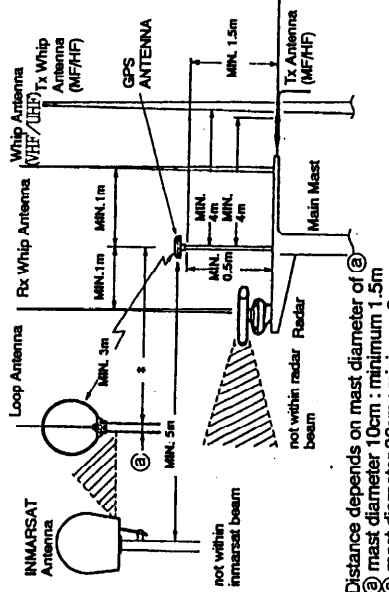 Loop Antenna
Rx Whip Antenna
Whip Antenna
(VHF/UHF)
Tx Whip
Antenna
(MF/HF)
INMARSAT
Antenna
MIN. 3m
MIN.1m
MIN. 1m
GPS
ANTENNA
ⓐ
*
MIN. 5m
MIN.
4m
MIN.
4m
MIN. 1.5m
MIN.
0.5m
not within
inmarsat beam
not within radar
beam
Radar
Main Mast
Tx Antenna
(MF/HF)
Distance depends on mast diameter of ⓐ
ⓐ mast diameter 10cm : minimum 1.5m
ⓐ mast diameter